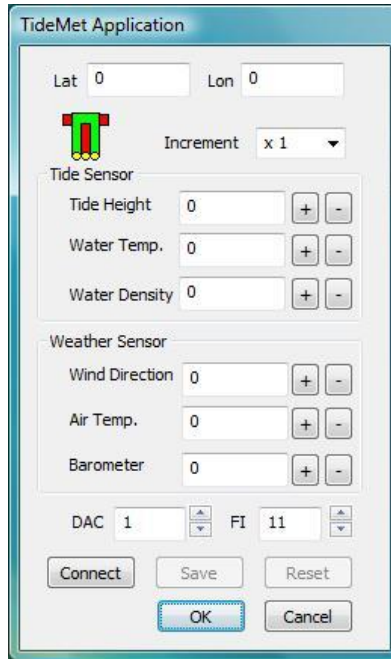 TideMet Application
Lat 0 Lon 0
Increment x 1
Tide Sensor
Tide Height 0 + -
Water Temp. 0 + -
Water Density 0 + -
Weather Sensor
Wind Direction 0 + -
Air Temp. 0 + -
Barometer 0 + -
DAC 1 FI 11
Connect Save Reset
OK Cancel